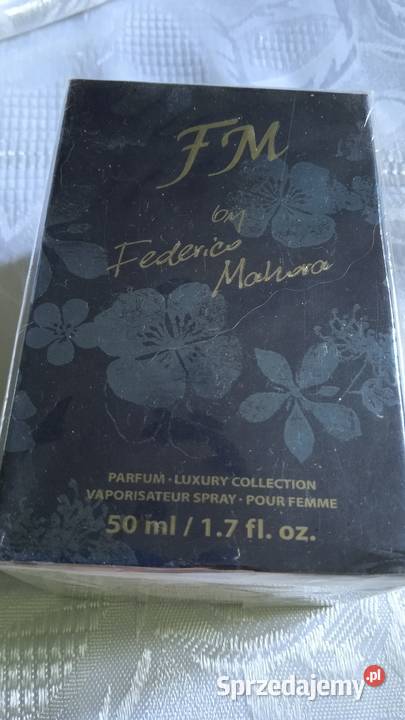 FM
by
Federico
Mahora
PARFUM · LUXURY COLLECTION
VAPORISATEUR SPRAY · POUR FEMME
50 ml / 1.7 fl. oz.
Sprzedajemy.pl